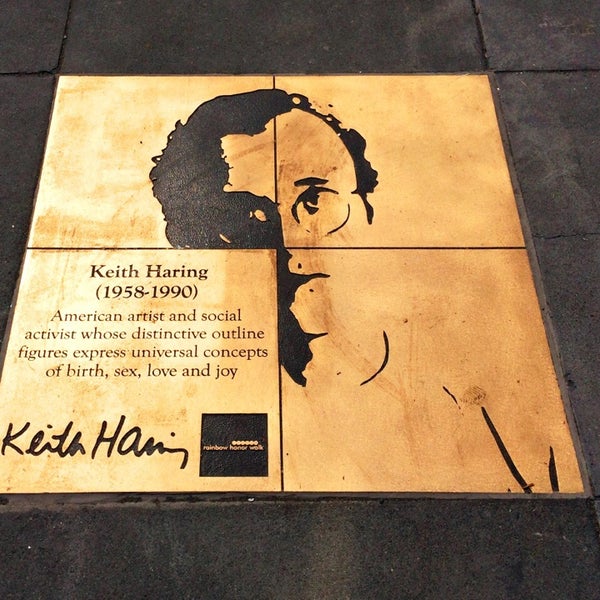 Keith Haring
(1958-1990)
American artist and social
activist whose distinctive outline
figures express universal concepts
of birth, sex, love and joy
Keith Haring
rainbow honor walk